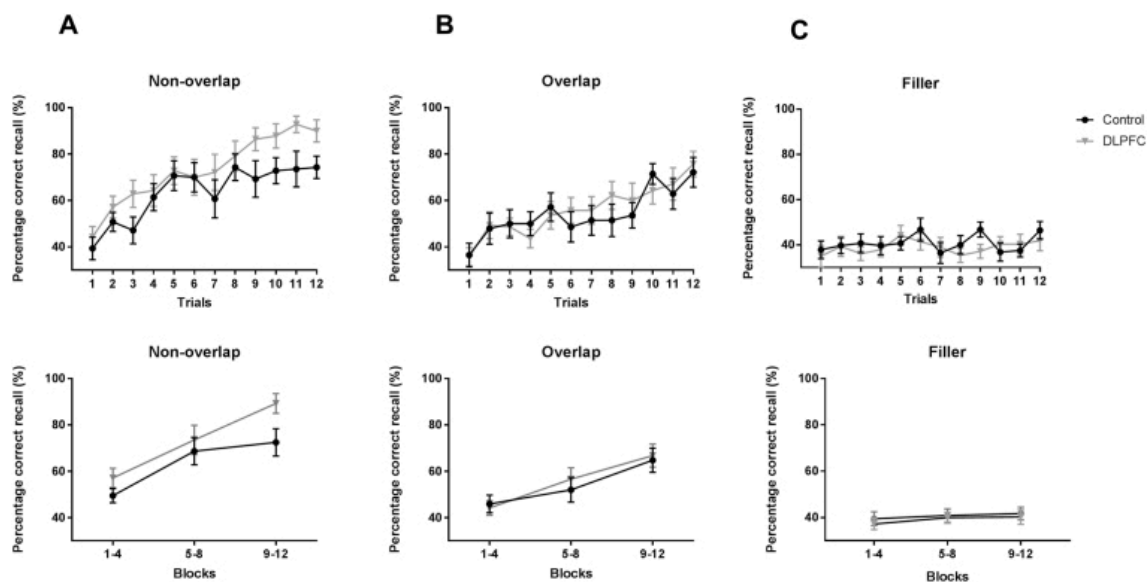 A
B
C
Non-overlap
Percentage correct recall (%)
100
80
60
40
1 2 3 4 5 6 7 8 9 10 11 12
Trials
Overlap
Percentage correct recall (%)
100
80
60
40
1 2 3 4 5 6 7 8 9 10 11 12
Trials
Filler
Percentage correct recall (%)
100
80
60
40
1 2 3 4 5 6 7 8 9 10 11 12
Trials
Control
DLPFC
Non-overlap
Percentage correct recall (%)
100
80
60
40
1-4 5-8 9-12
Blocks
Overlap
Percentage correct recall (%)
100
80
60
40
1-4 5-8 9-12
Blocks
Filler
Percentage correct recall (%)
100
80
60
40
1-4 5-8 9-12
Blocks